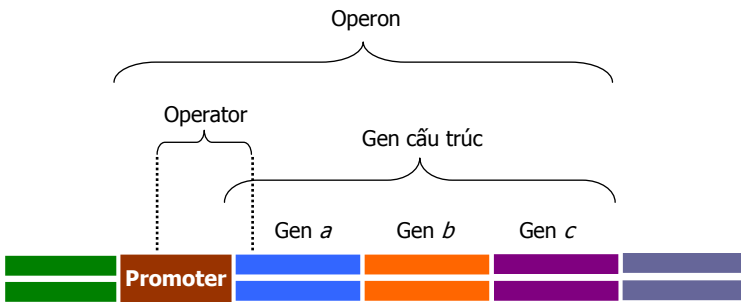 Operon
Operator
Gen cấu trúc
Gen a
Gen b
Gen c
Promoter